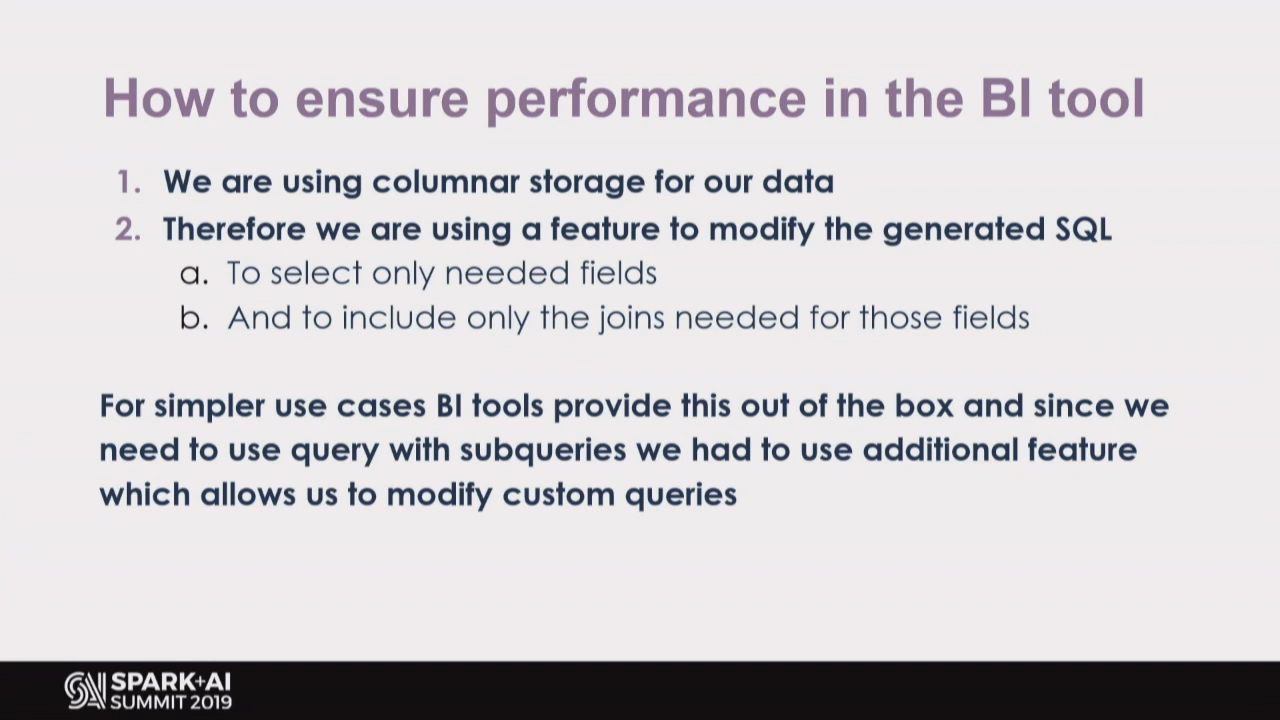 How to ensure performance in the BI tool
1. We are using columnar storage for our data
2. Therefore we are using a feature to modify the generated SQL
a. To select only needed fields
b. And to include only the joins needed for those fields
For simpler use cases BI tools provide this out of the box and since we
need to use query with subqueries we had to use additional feature
which allows us to modify custom queries
SPARK+AI
SUMMIT 2019